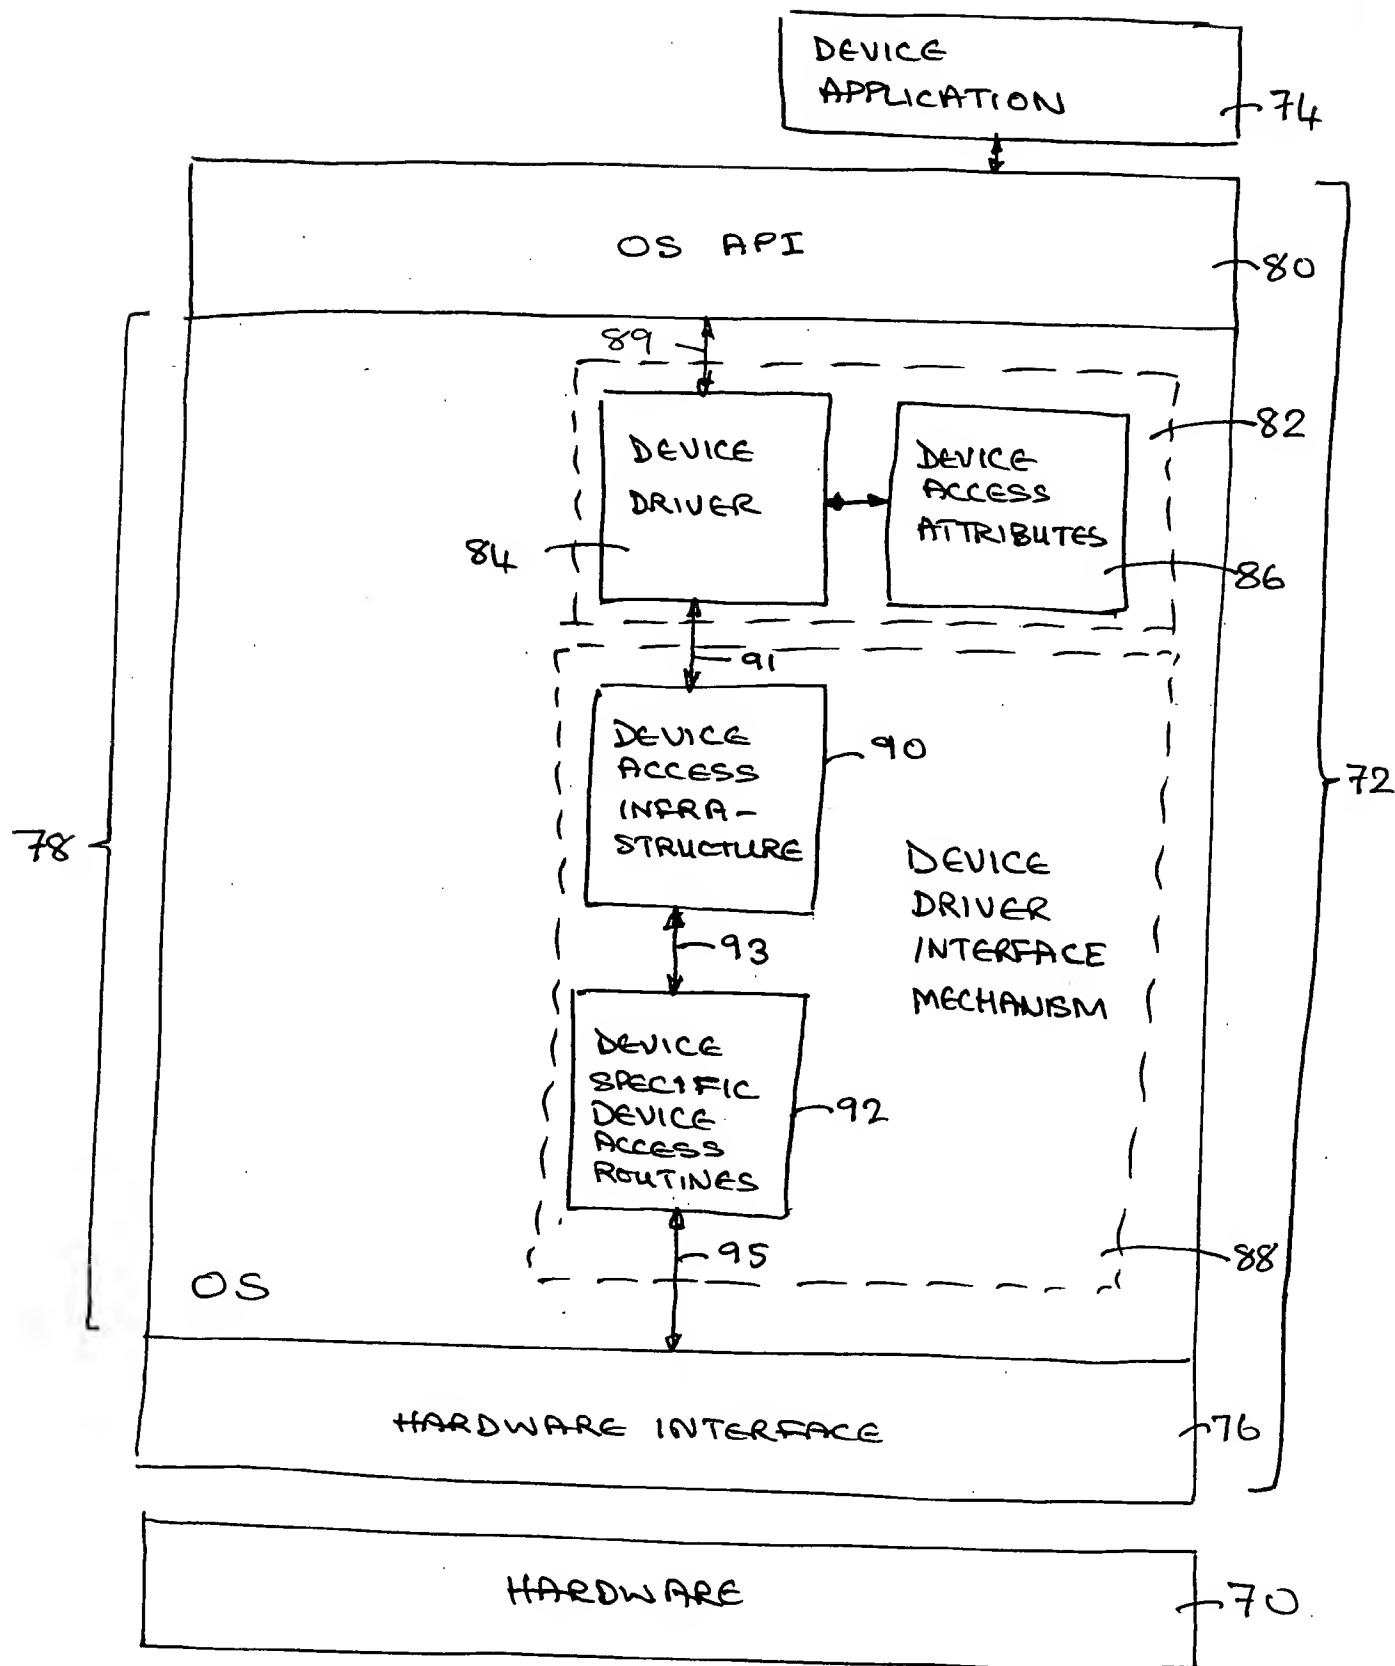 DEVICE
APPLICATION
74
OS API
80
89
82
DEVICE
DRIVER
DEVICE
ACCESS
ATTRIBUTES
84
86
91
DEVICE
ACCESS
INFRA-
STRUCTURE
90
72
78
DEVICE
DRIVER
INTERFACE
MECHANISM
93
DEVICE
SPECIFIC
DEVICE
ACCESS
ROUTINES
92
95
88
OS
HARDWARE INTERFACE
76
HARDWARE
70